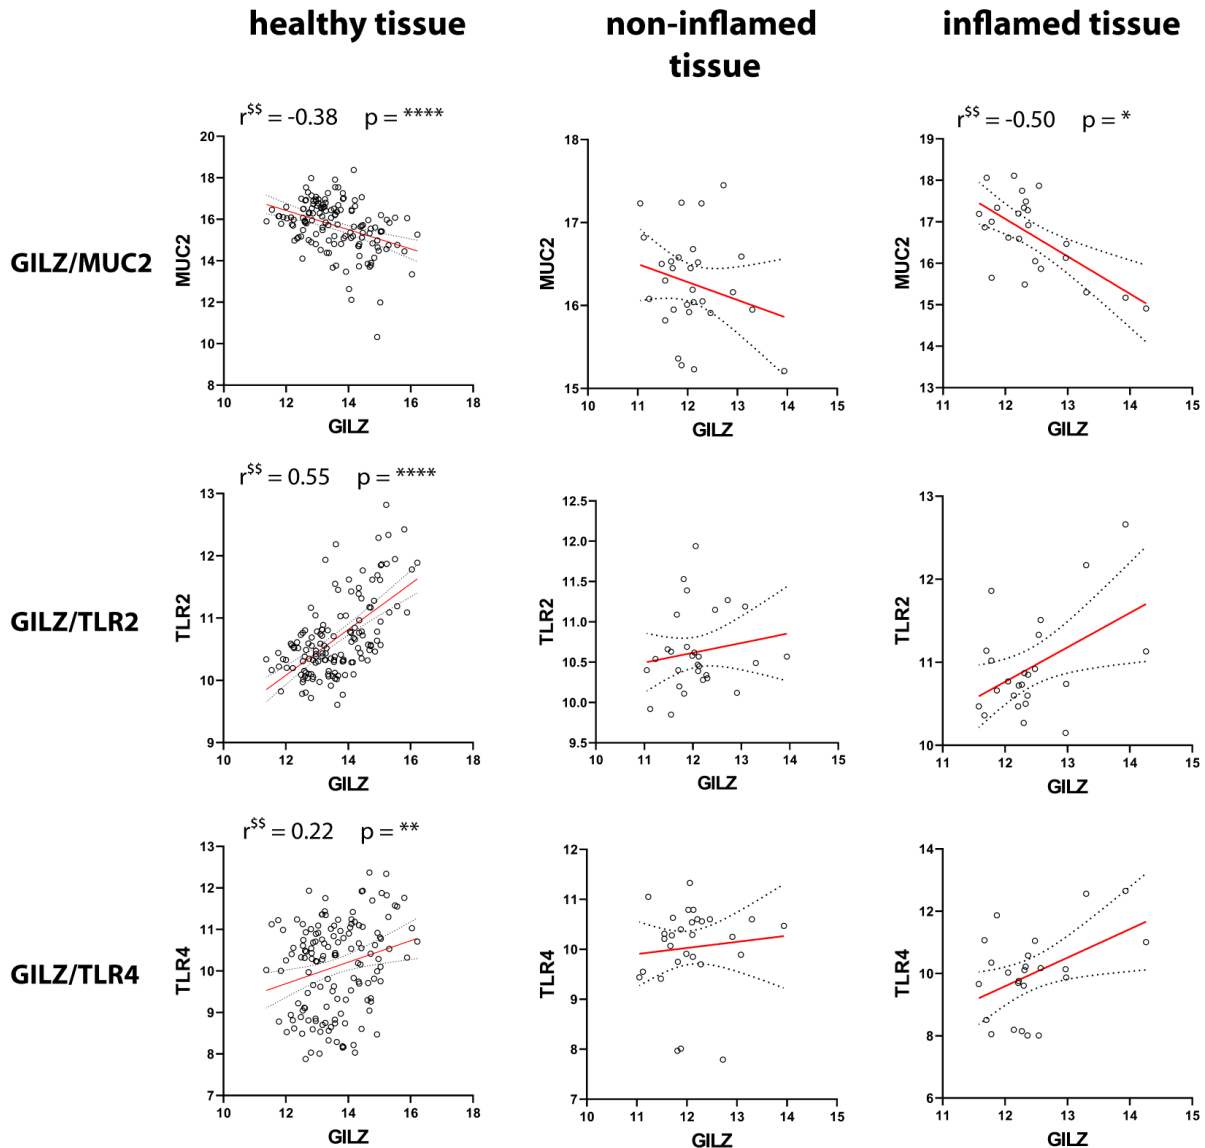 healthy tissue
non-inflamed
tissue
inflamed tissue
GILZ/MUC2
r$$ = -0.38 p = ****
MUC2
20
18
16
14
12
10
8
10 12 14 16 18
GILZ
MUC2
18
17
16
15
10 11 12 13 14 15
GILZ
r$$ = -0.50 p = *
MUC2
19
18
17
16
15
14
13
11 12 13 14 15
GILZ
GILZ/TLR2
r$$ = 0.55 p = ****
TLR2
13
12
11
10
9
10 12 14 16 18
GILZ
TLR2
12.5
12.0
11.5
11.0
10.5
10.0
9.5
10 11 12 13 14 15
GILZ
TLR2
13
12
11
10
11 12 13 14 15
GILZ
GILZ/TLR4
r$$ = 0.22 p = **
TLR4
13
12
11
10
9
8
7
10 12 14 16 18
GILZ
TLR4
12
11
10
9
8
7
10 11 12 13 14 15
GILZ
TLR4
14
12
10
8
6
11 12 13 14 15
GILZ